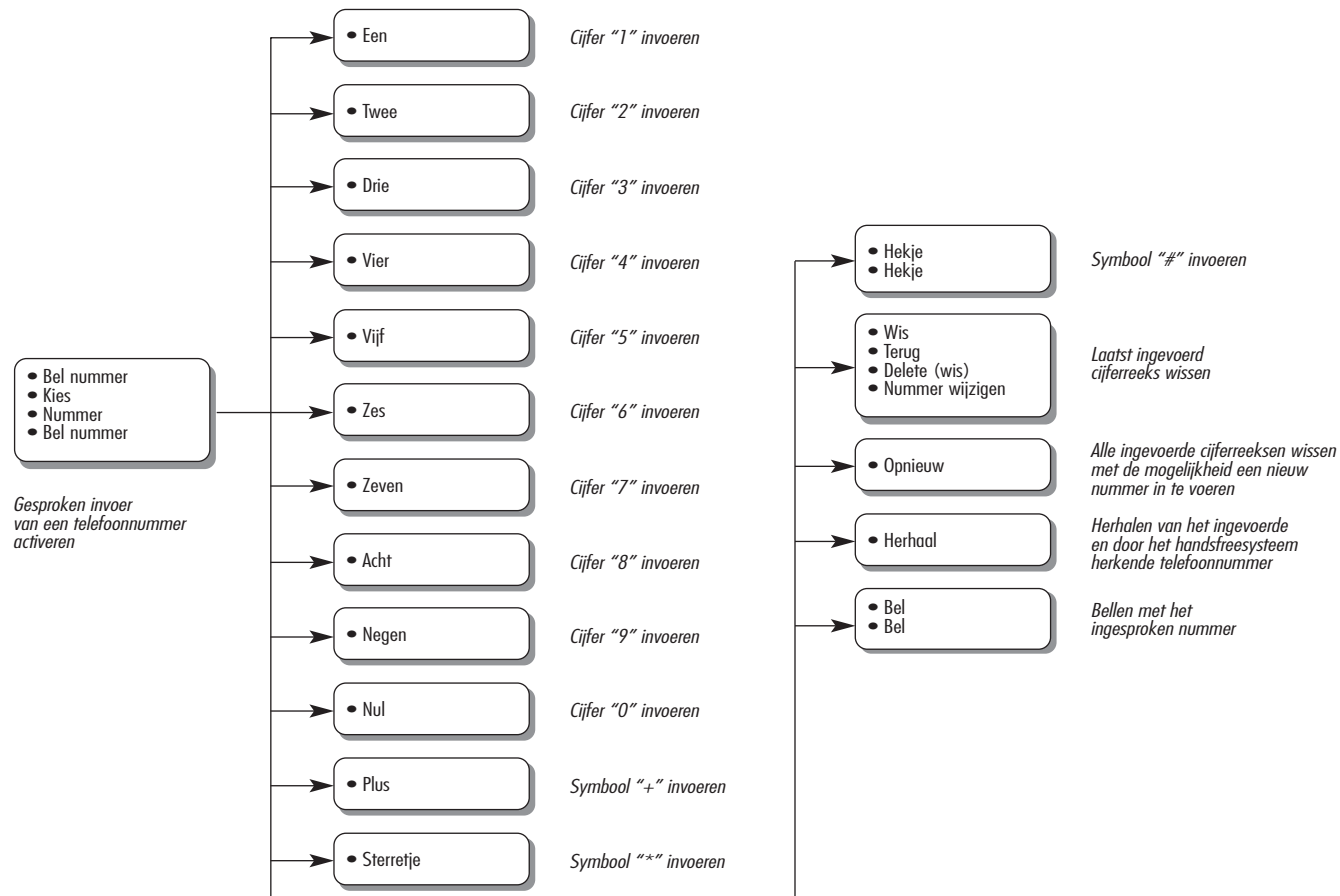 Bel nummer
Kies
Nummer
Bel nummer
Gesproken invoer
van een telefoonnummer
activeren
Een
Cijfer “1” invoeren
Twee
Cijfer “2” invoeren
Drie
Cijfer “3” invoeren
Vier
Cijfer “4” invoeren
Vijf
Cijfer “5” invoeren
Zes
Cijfer “6” invoeren
Zeven
Cijfer “7” invoeren
Acht
Cijfer “8” invoeren
Negen
Cijfer “9” invoeren
Nul
Cijfer “0” invoeren
Plus
Symbool “+” invoeren
Sterretje
Symbool “*” invoeren
Hekje
Hekje
Symbool “#” invoeren
Wis
Terug
Delete (wis)
Nummer wijzigen
Laatst ingevoerd
cijferreeks wissen
Opnieuw
Alle ingevoerde cijferreeksen wissen
met de mogelijkheid een nieuw
nummer in te voeren
Herhaal
Herhalen van het ingevoerde
en door het handsfreesysteem
herkende telefoonnummer
Bel
Bel
Bellen met het
ingesproken nummer